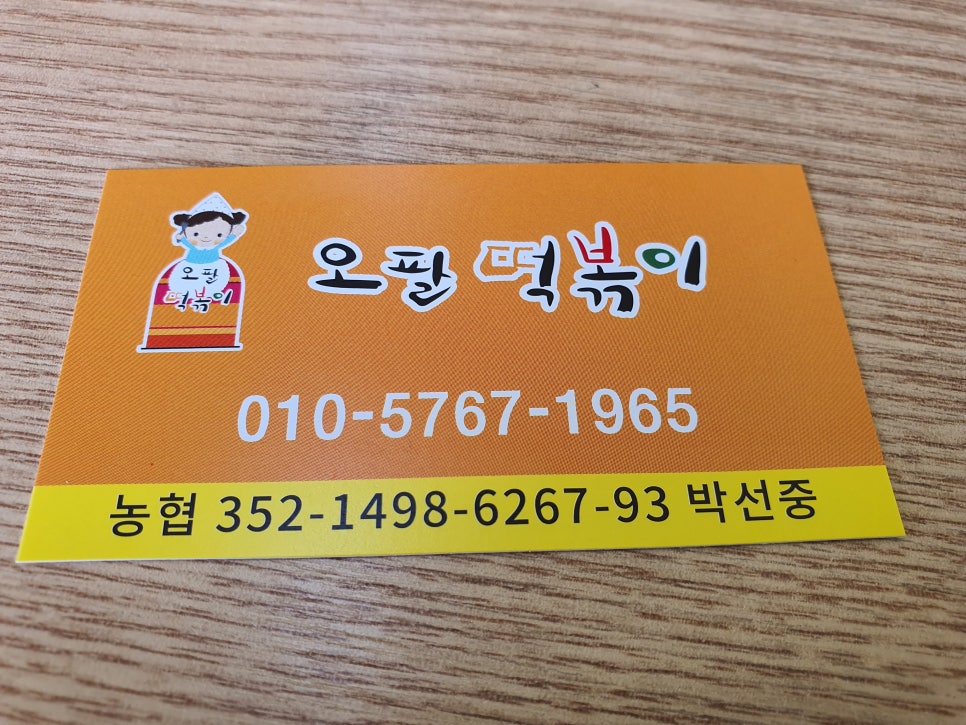 오팔 떡볶이
오팔
떡볶이
010-5767-1965
농협 352-1498-6267-93 박선중